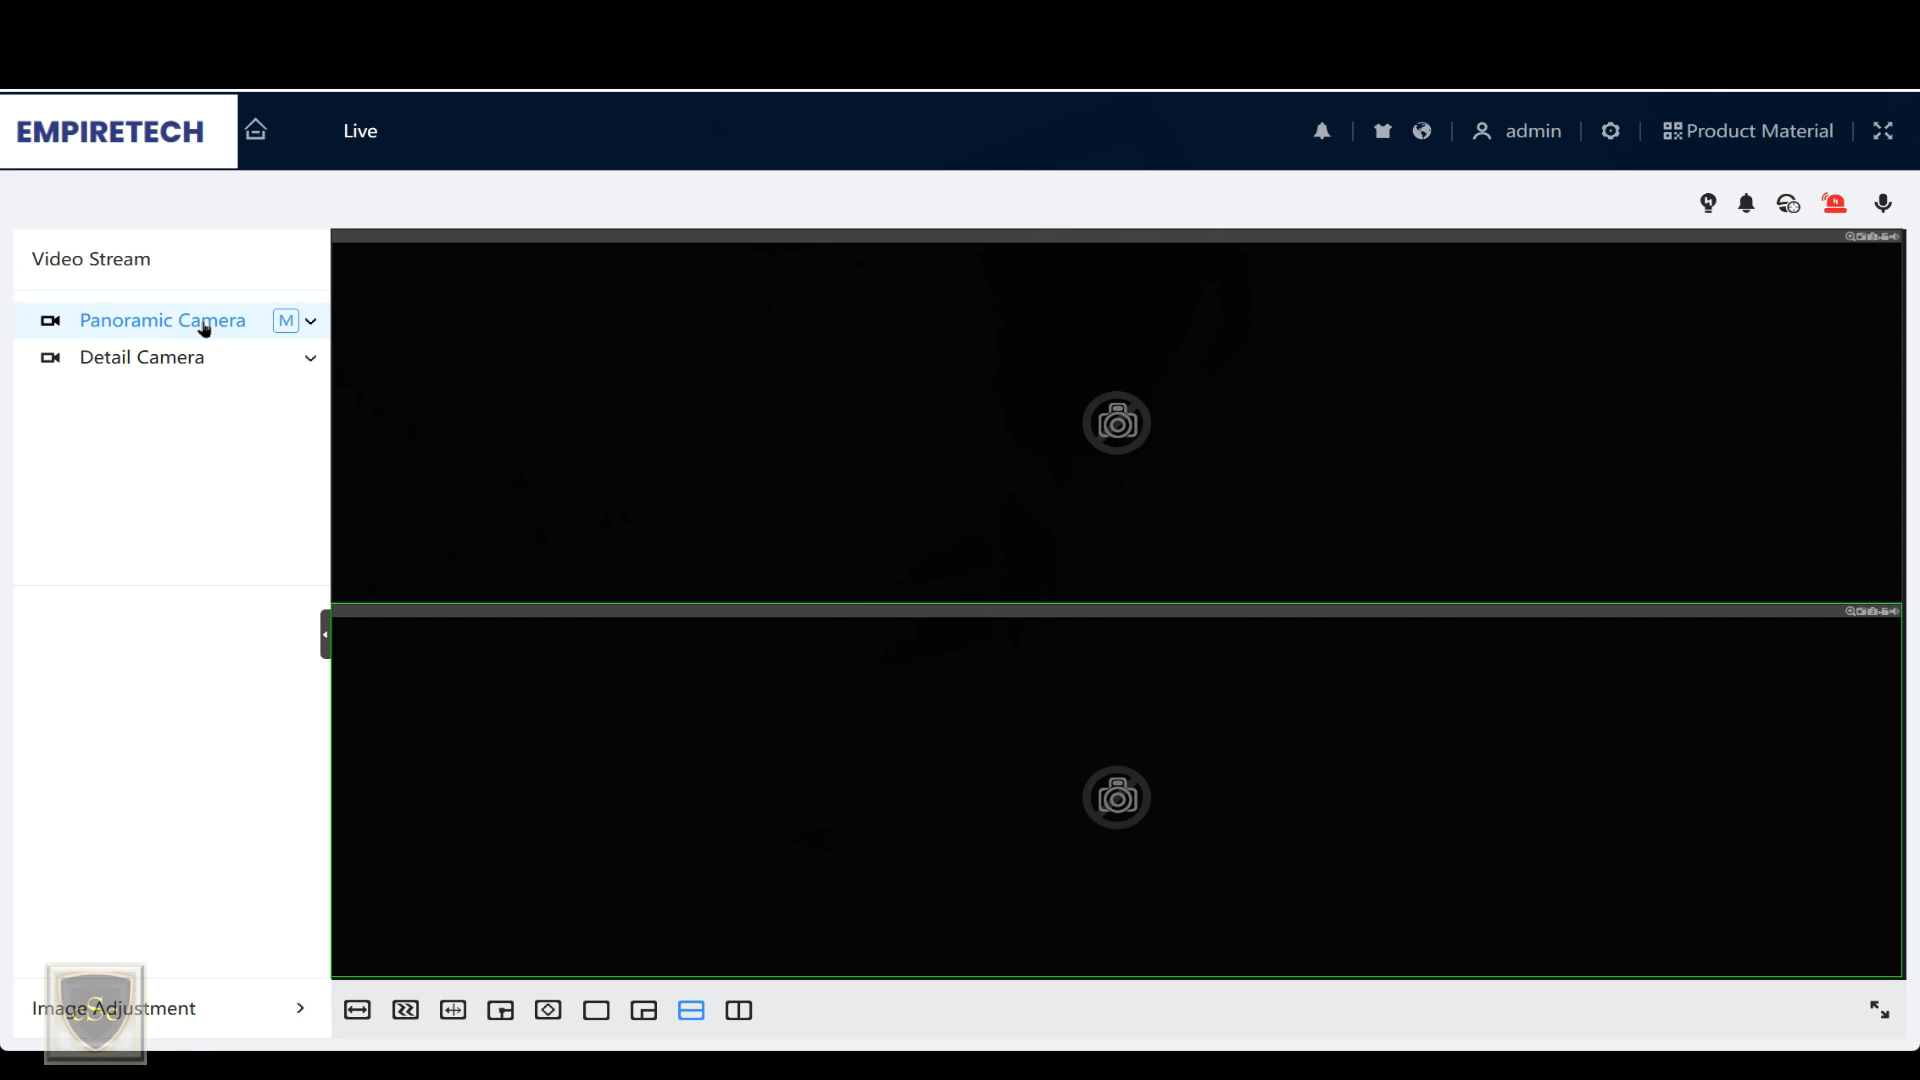 EMPIRETECH
Live
admin
Product Material
Video Stream
Panoramic Camera M
Detail Camera
Image Adjustment